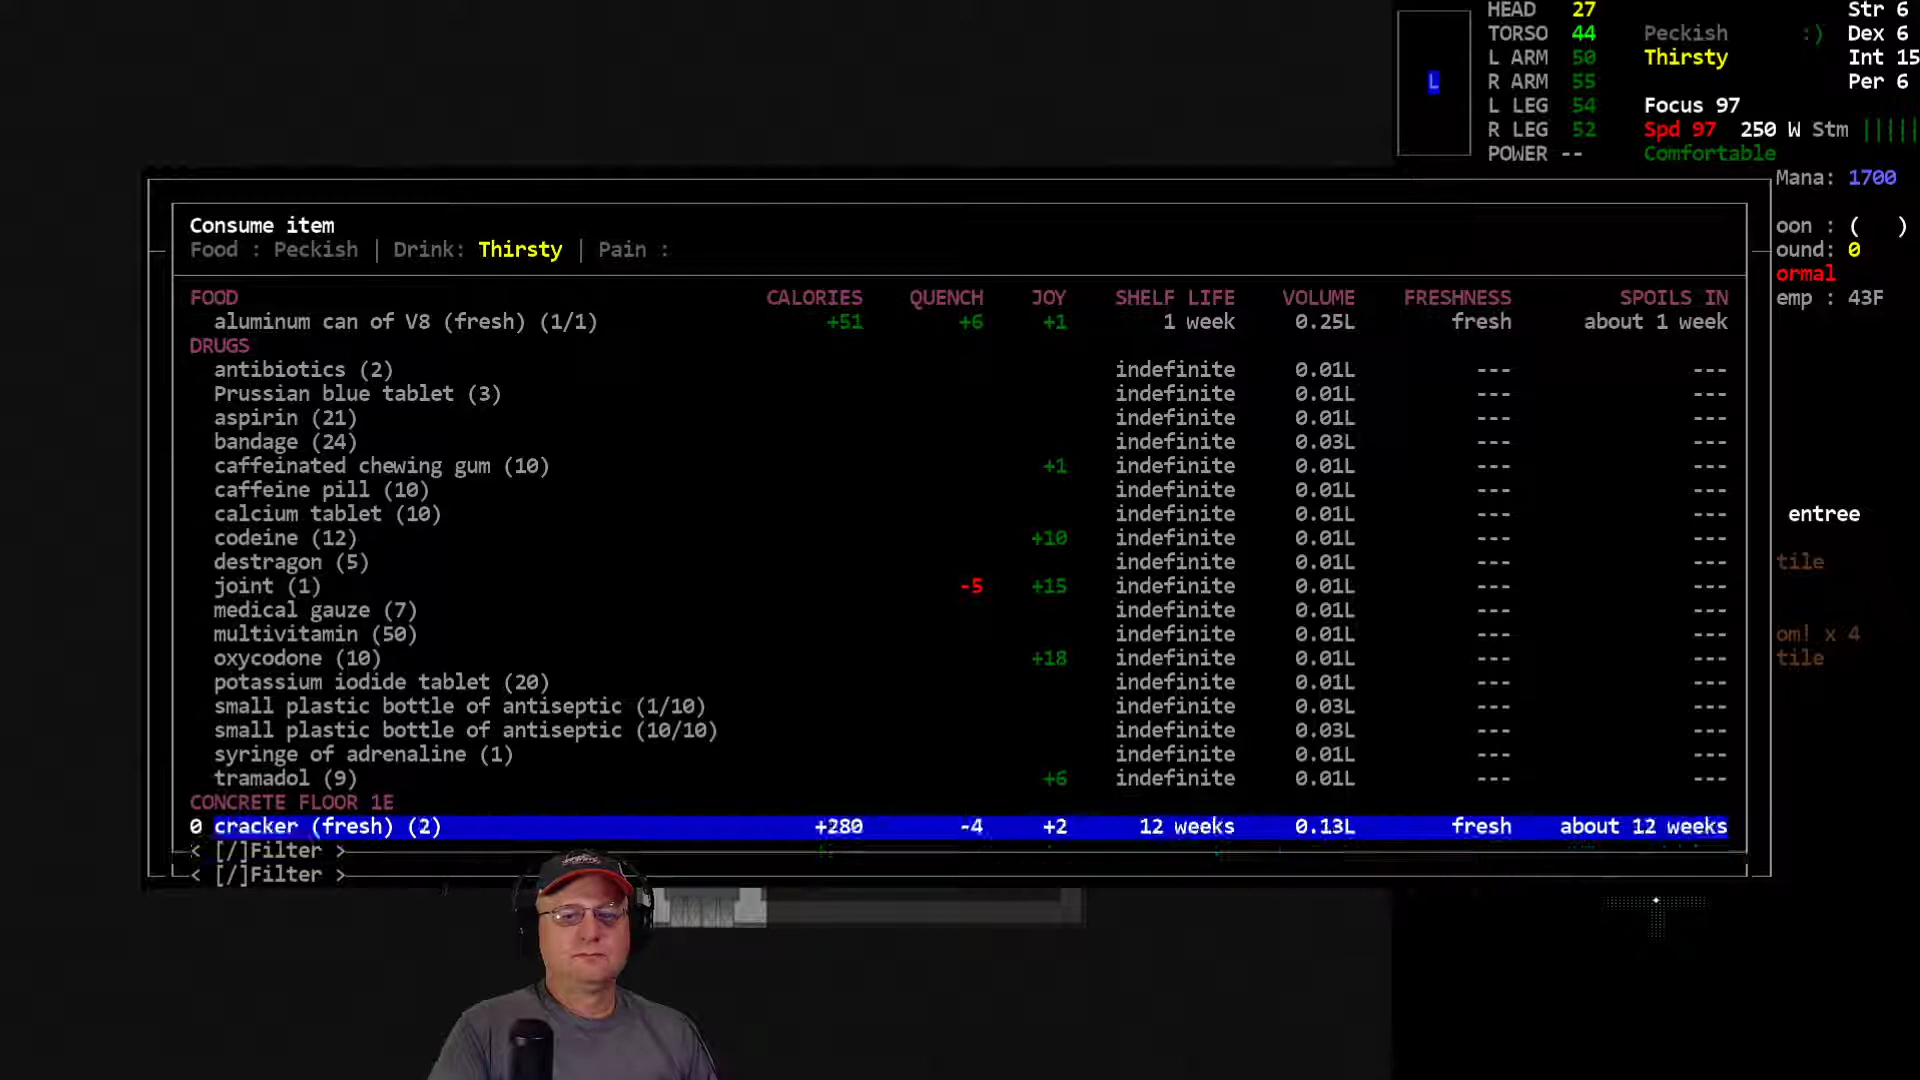 HEAD 27 Str 6
TORSO 44 Peckish :) Dex 6
L ARM 50 Thirsty Int 15
L R ARM 55 Per 6
L LEG 54 Focus 97
R LEG 52 Spd 97 250 W Stm |||||
POWER -- Comfortable
Mana: 1700
Consume item oon : ( )
Food : Peckish | Drink: Thirsty | Pain : ound: 0
ormal
FOOD CALORIES QUENCH JOY SHELF LIFE VOLUME FRESHNESS SPOILS IN emp : 43F
aluminum can of V8 (fresh) (1/1) +51 +6 +1 1 week 0.25L fresh about 1 week
DRUGS
antibiotics (2) indefinite 0.01L --- ---
Prussian blue tablet (3) indefinite 0.01L --- ---
aspirin (21) indefinite 0.01L --- ---
bandage (24) indefinite 0.03L --- ---
caffeinated chewing gum (10) +1 indefinite 0.01L --- ---
caffeine pill (10) indefinite 0.01L --- ---
calcium tablet (10) indefinite 0.01L --- --- entree
codeine (12) +10 indefinite 0.01L --- ---
destragon (5) indefinite 0.01L --- --- tile
joint (1) -5 +15 indefinite 0.01L --- ---
medical gauze (7) indefinite 0.01L --- ---
multivitamin (50) indefinite 0.01L --- --- om! x 4
oxycodone (10) +18 indefinite 0.01L --- --- tile
potassium iodide tablet (20) indefinite 0.01L --- ---
small plastic bottle of antiseptic (1/10) indefinite 0.03L --- ---
small plastic bottle of antiseptic (10/10) indefinite 0.03L --- ---
syringe of adrenaline (1) indefinite 0.01L --- ---
tramadol (9) +6 indefinite 0.01L --- ---
CONCRETE FLOOR 1E
0 cracker (fresh) (2) +280 -4 +2 12 weeks 0.13L fresh about 12 weeks
< [/]Filter >
< [/]Filter >